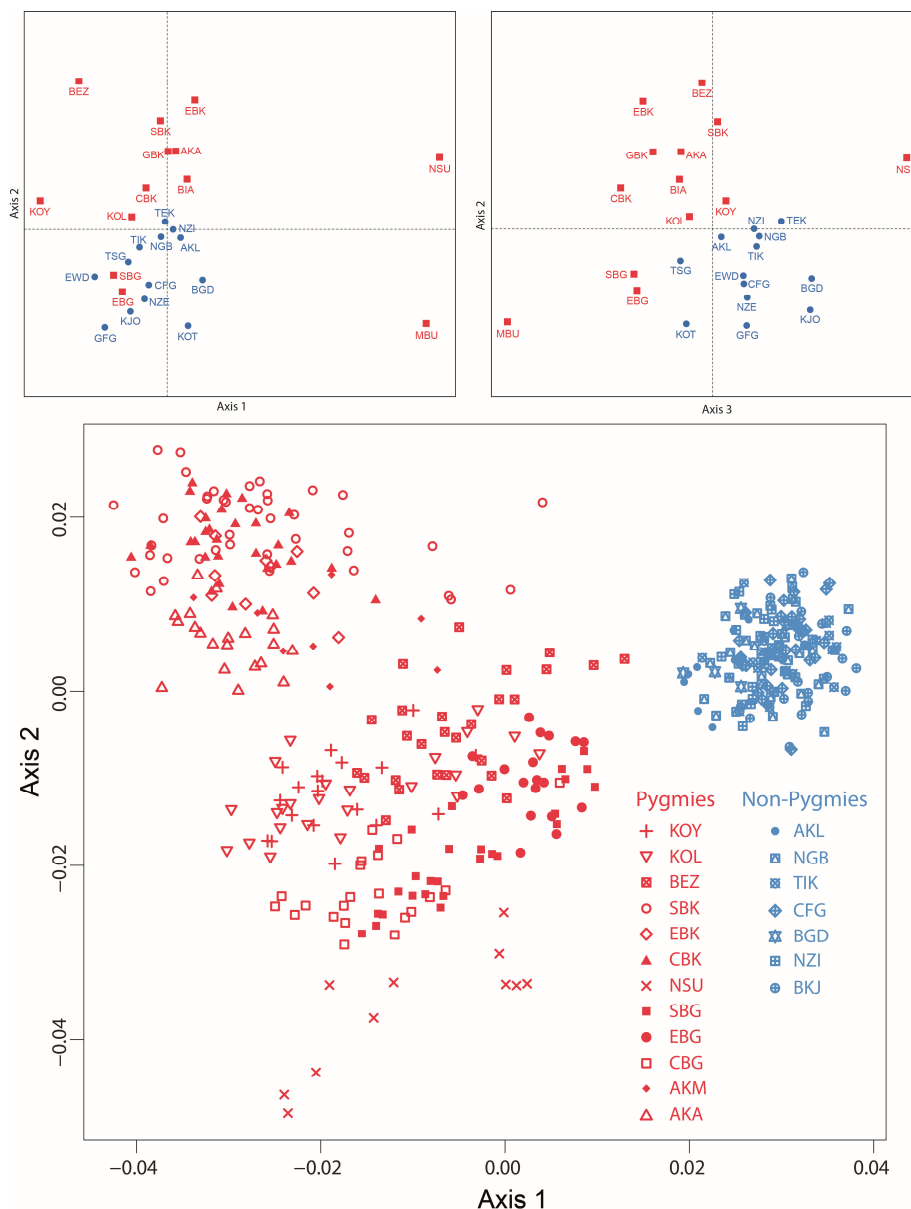 BEZ
EBK
SBK
GBK
AKA
NSU
BIA
CBK
KOY
KOL
TEK
NZI
TIK
NGB
AKL
TSG
EWD
SBG
CFG
BGD
EBG
NZE
KJO
GFG
KOT
MBU
Axis 2
Axis 1
BEZ
EBK
SBK
GBK
AKA
NS
BIA
CBK
KOY
KOL
NZI
TEK
AKL
NGB
TIK
TSG
SBG
EWD
CFG
BGD
EBG
NZE
KJO
MBU
KOT
GFG
Axis 2
Axis 3
0.02
0.00
−0.02
−0.04
Axis 2
Pygmies Non-Pygmies
KOY AKL
KOL NGB
BEZ TIK
SBK CFG
EBK BGD
CBK NZI
NSU BKJ
SBG
EBG
CBG
AKM
AKA
−0.04 −0.02 0.00 0.02 0.04
Axis 1